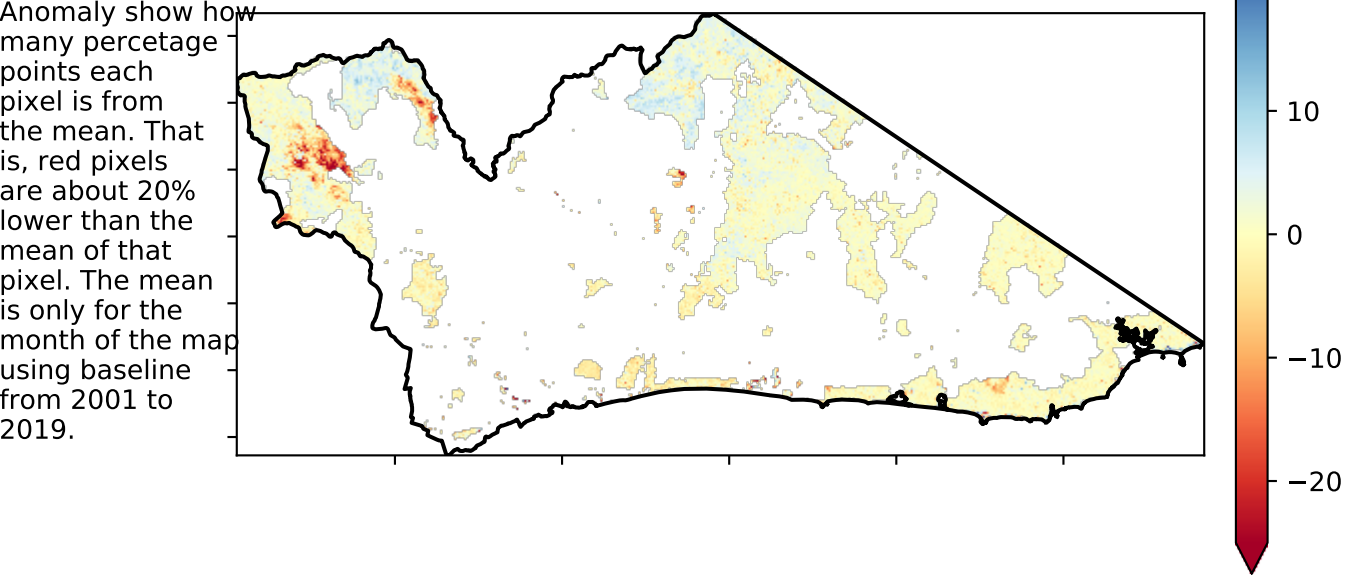 Anomaly show how
many percetage
points each
pixel is from
the mean. That
is, red pixels
are about 20%
lower than the
mean of that
pixel. The mean
is only for the
month of the map
using baseline
from 2001 to
2019.
10
0
−10
−20